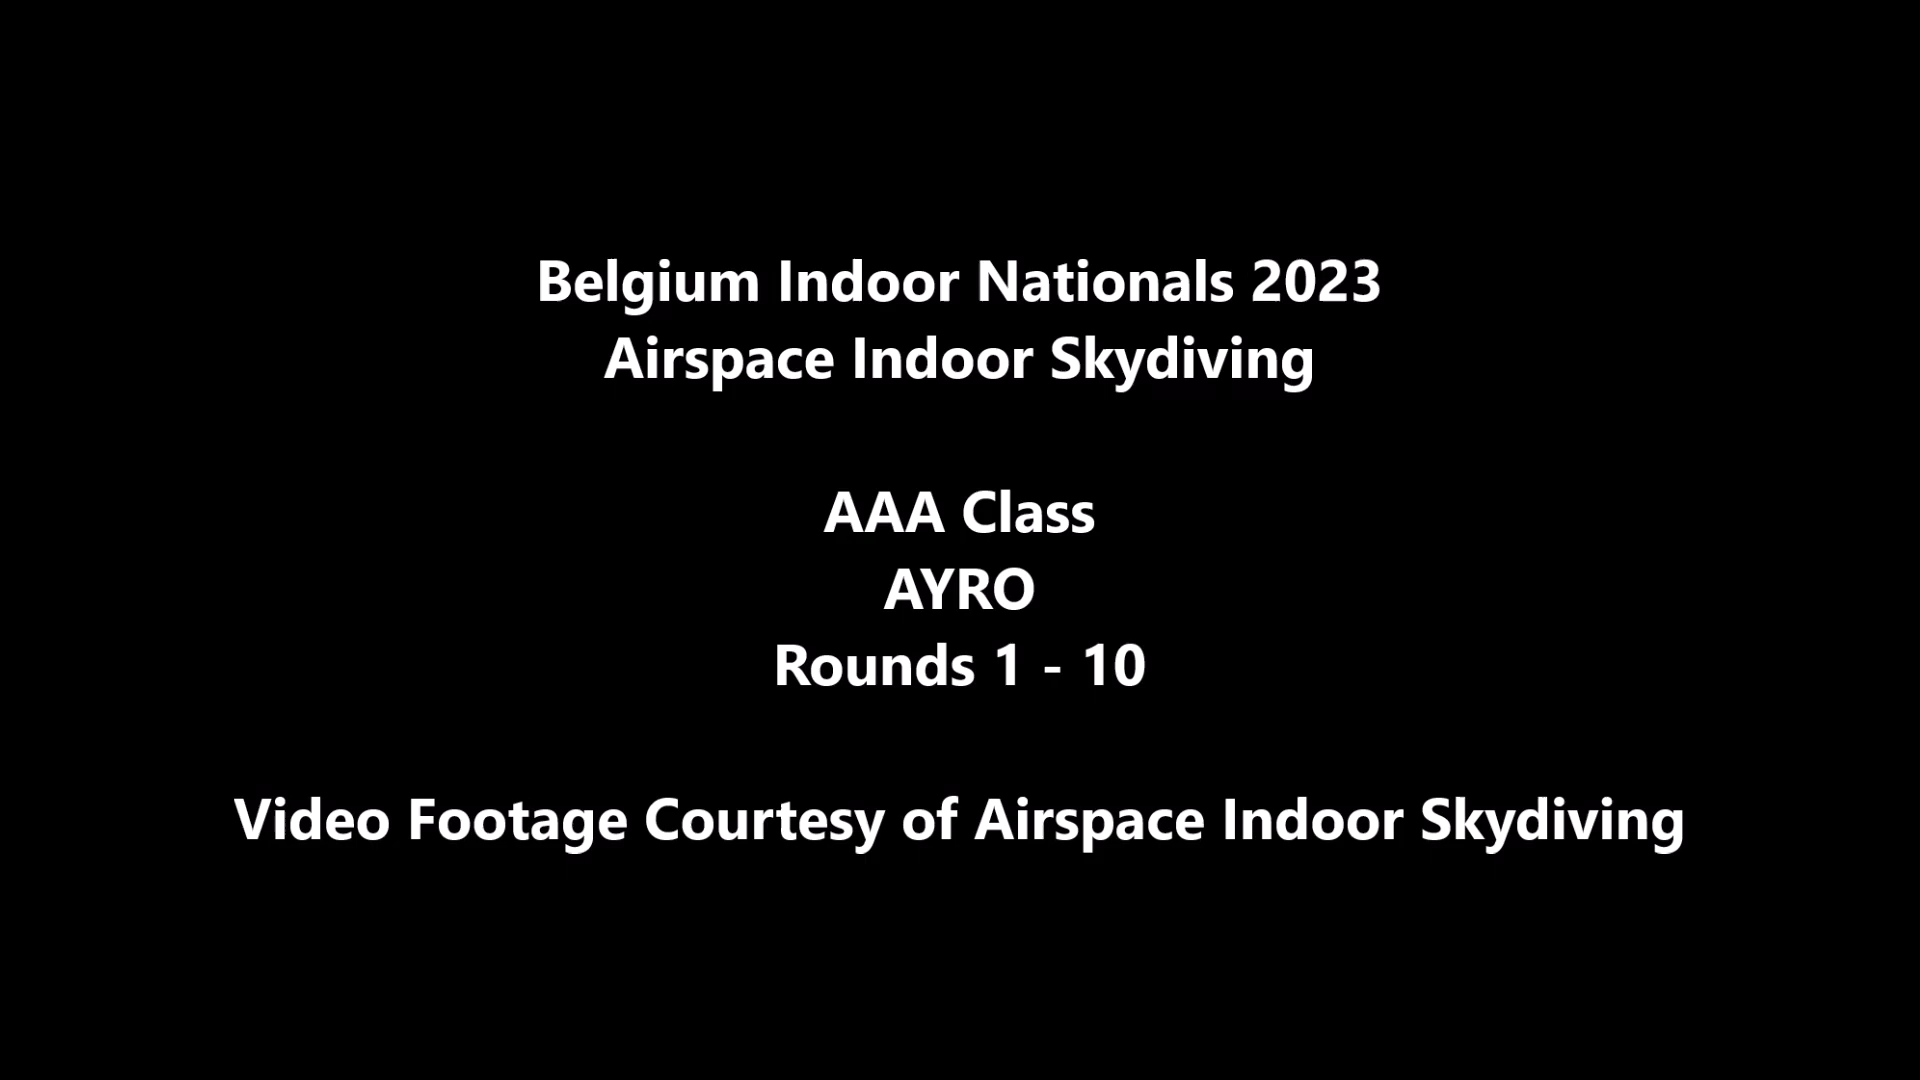 Belgium Indoor Nationals 2023
Airspace Indoor Skydiving
AAA Class
AYRO
Rounds 1 - 10
Video Footage Courtesy of Airspace Indoor Skydiving